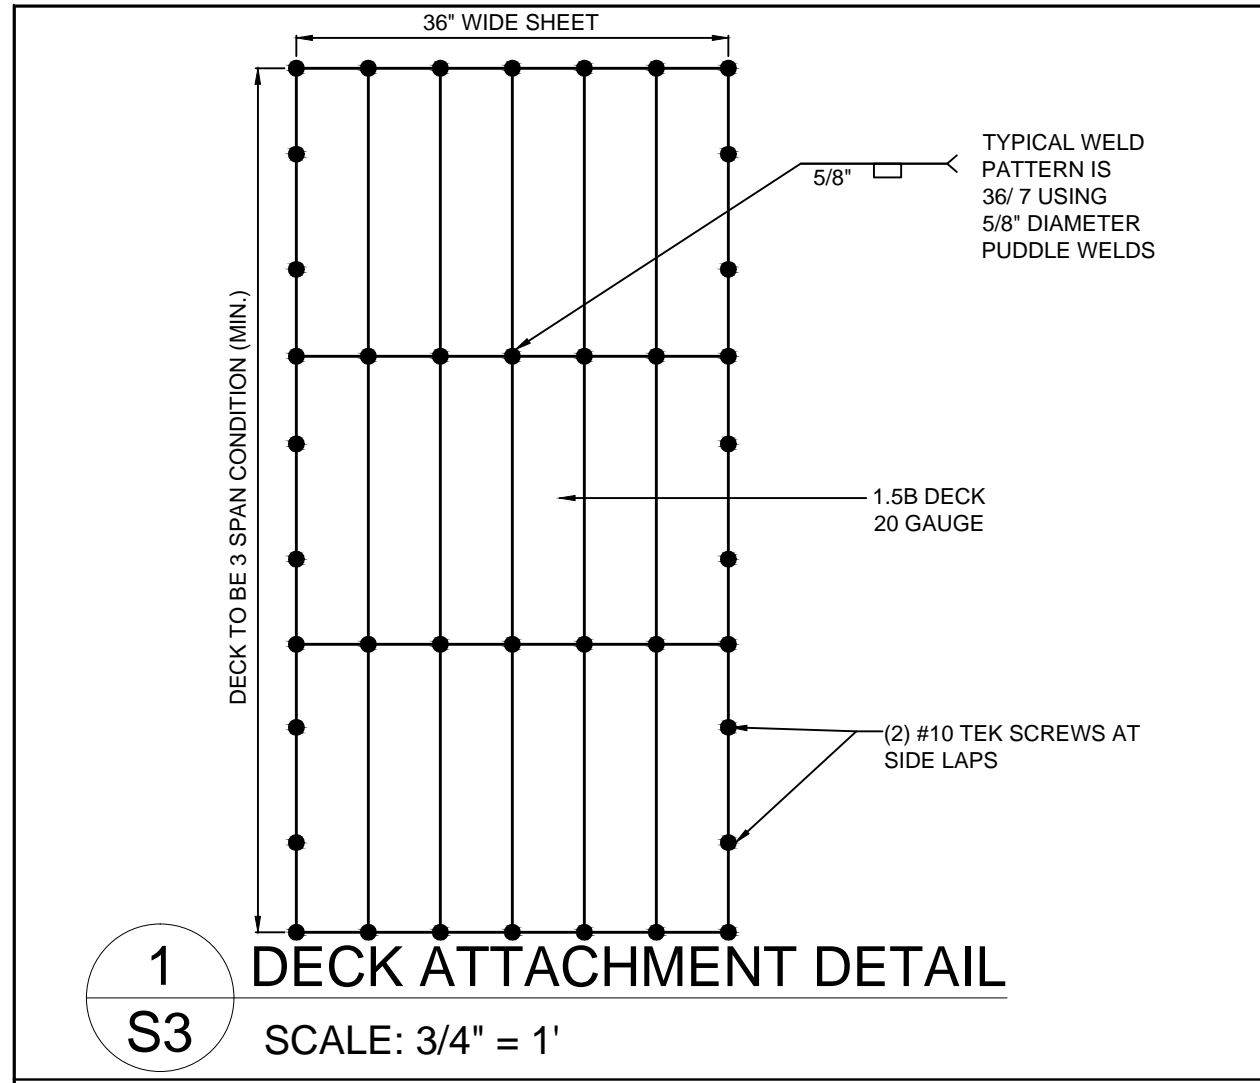 36" WIDE SHEET
TYPICAL WELD
PATTERN IS
36/ 7 USING
5/8" DIAMETER
PUDDLE WELDS
5/8"
DECK TO BE 3 SPAN CONDITION (MIN.)
1.5B DECK
20 GAUGE
(2) #10 TEK SCREWS AT
SIDE LAPS
1
S3
DECK ATTACHMENT DETAIL
SCALE: 3/4" = 1'